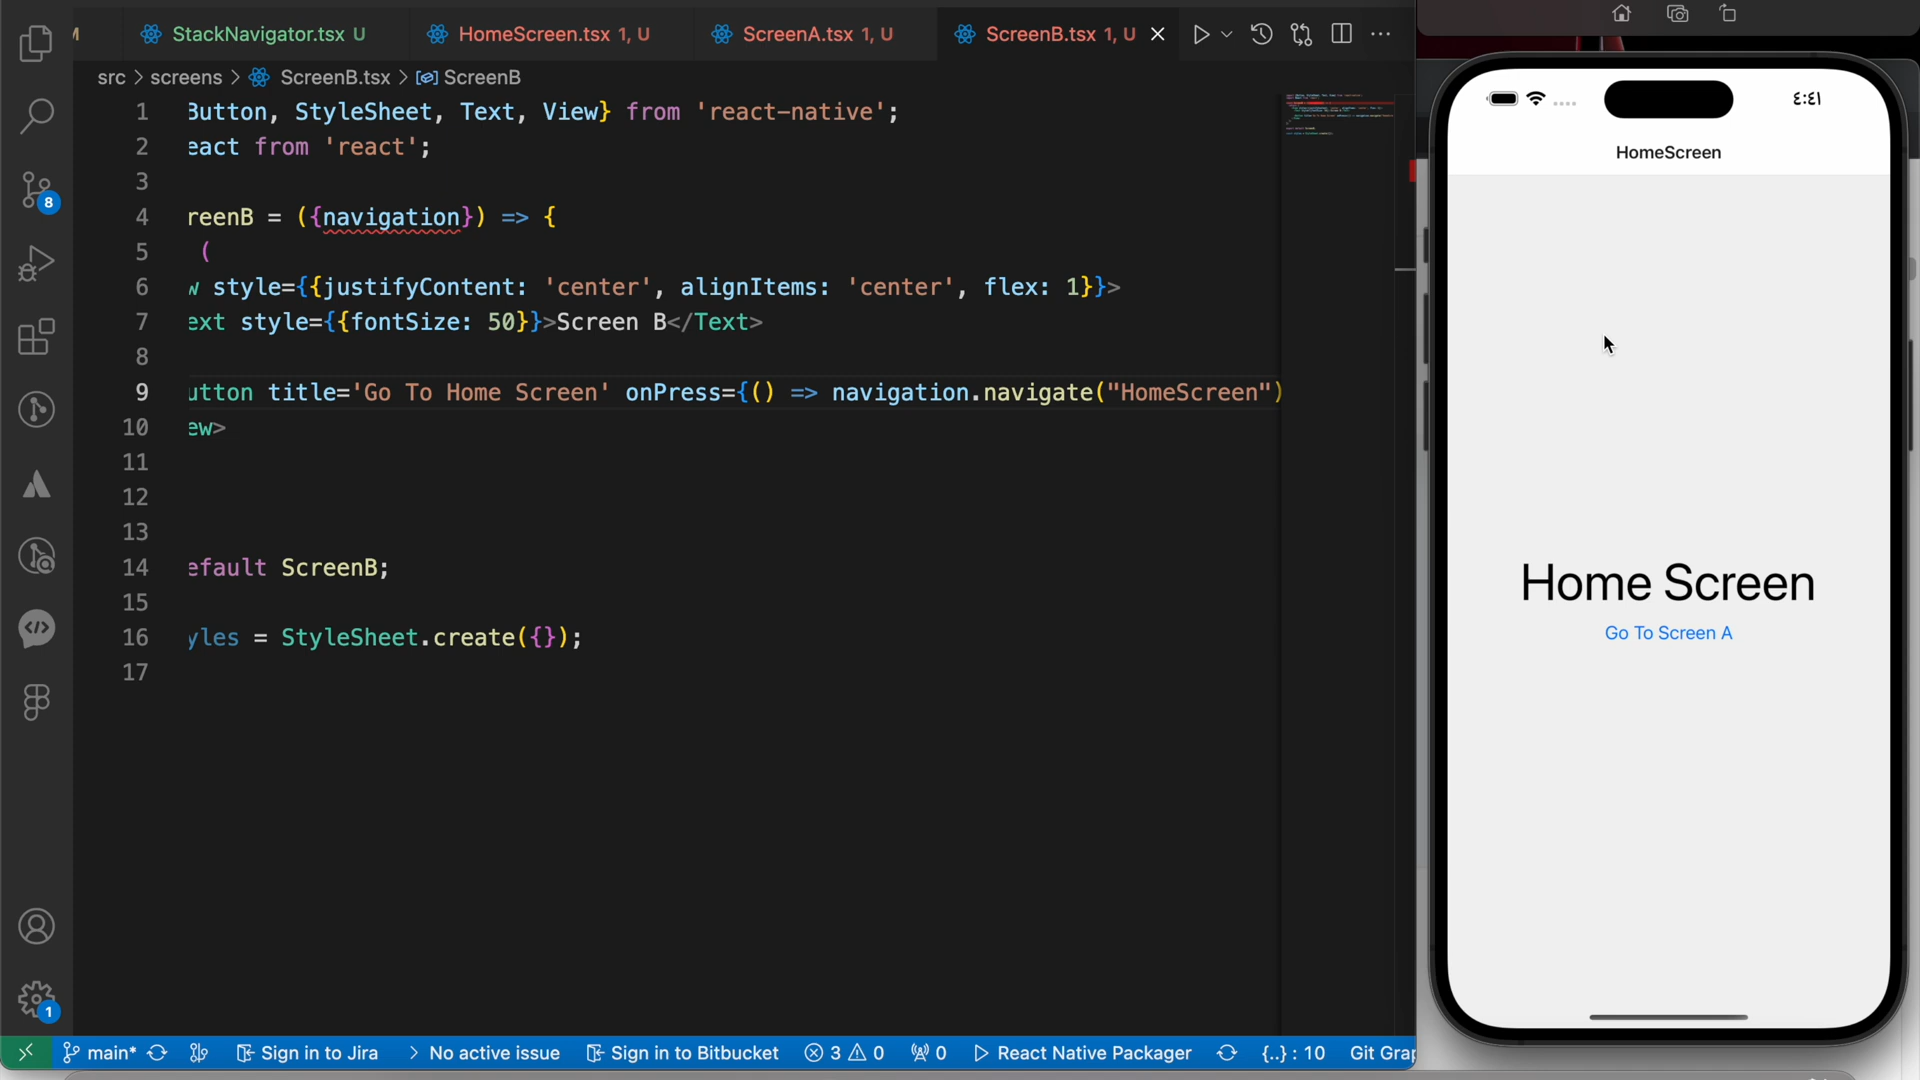 M StackNavigator.tsx U HomeScreen.tsx 1, U ScreenA.tsx 1, U ScreenB.tsx 1, U
src > screens > ScreenB.tsx > ScreenB
1 Button, StyleSheet, Text, View} from 'react-native';
2 eact from 'react';
3
4 reenB = ({navigation}) => {
5 (
6 w style={{justifyContent: 'center', alignItems: 'center', flex: 1}}>
7 ext style={{fontSize: 50}}>Screen B</Text>
8
9 utton title='Go To Home Screen' onPress={() => navigation.navigate("HomeScreen")
10 ew>
11
12
13
14 efault ScreenB;
15
16 yles = StyleSheet.create({});
17
8
1
main* Sign in to Jira > No active issue Sign in to Bitbucket 3 0 0 React Native Packager {..} : 10 Git Grap
٤:٤١
HomeScreen
Home Screen
Go To Screen A